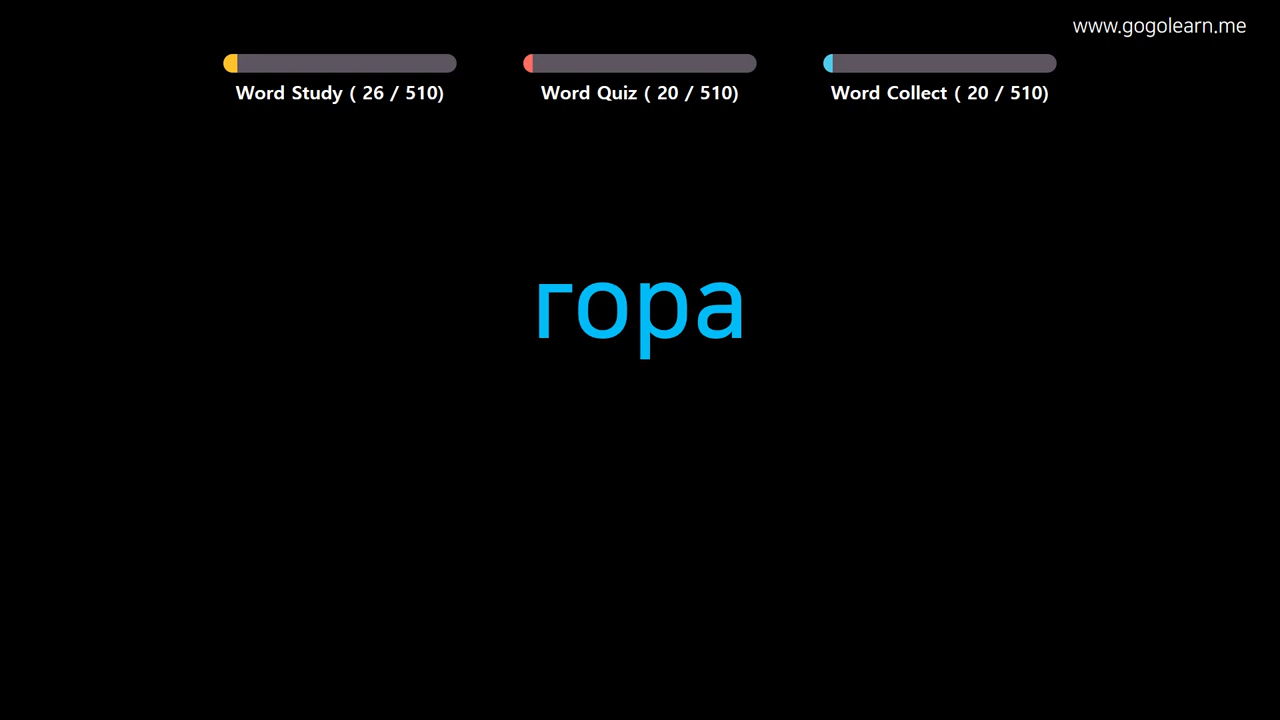 www.gogolearn.me
Word Study ( 26 / 510)
Word Quiz ( 20 / 510)
Word Collect ( 20 / 510)
гора